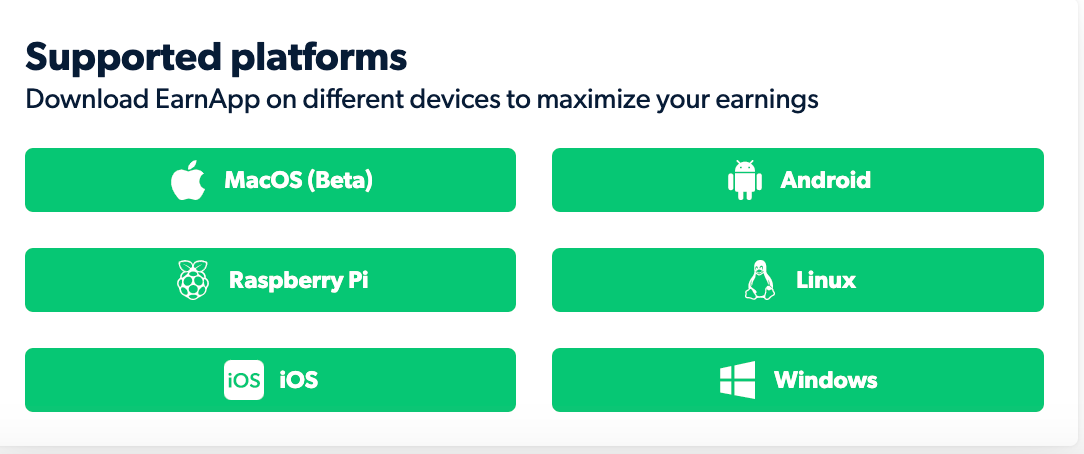 Supported platforms
Download EarnApp on different devices to maximize your earnings
MacOS (Beta)
Android
Raspberry Pi
Linux
iOS iOS
Windows